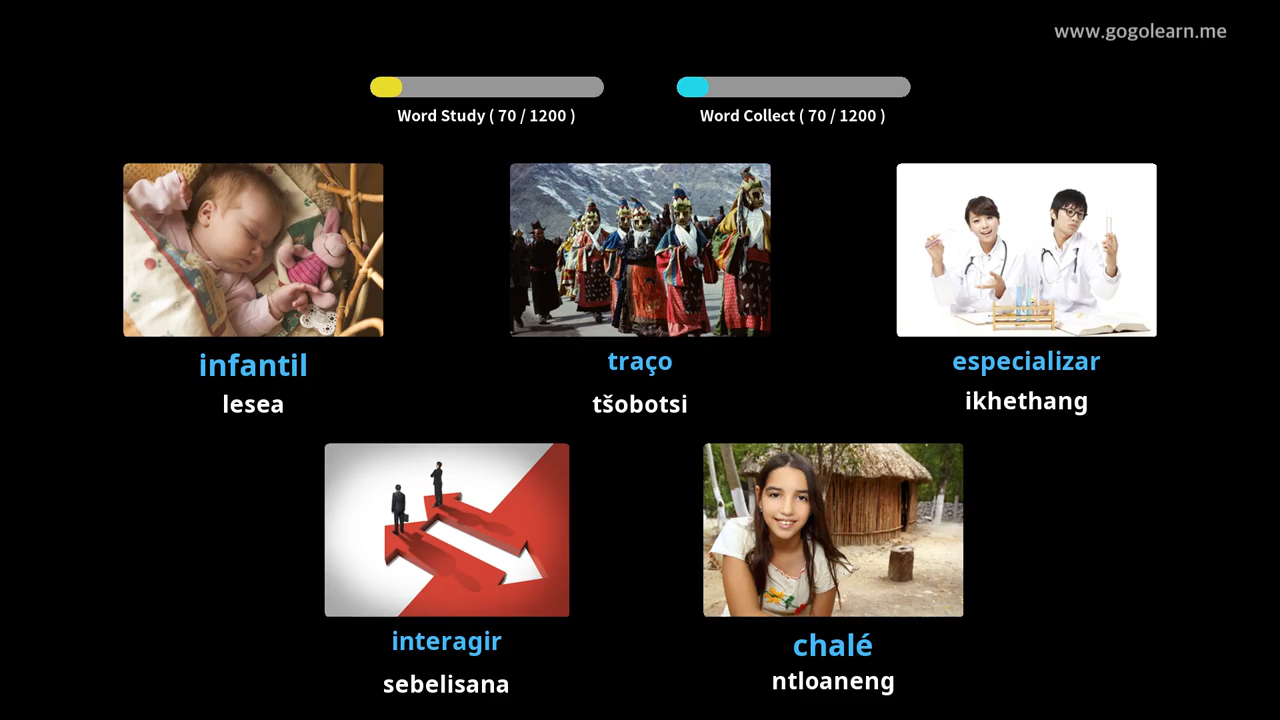 www.gogolearn.me
Word Study ( 70 / 1200 )
Word Collect ( 70 / 1200 )
infantil
lesea
traço
tšobotsi
especializar
ikhethang
interagir
sebelisana
chalé
ntloaneng